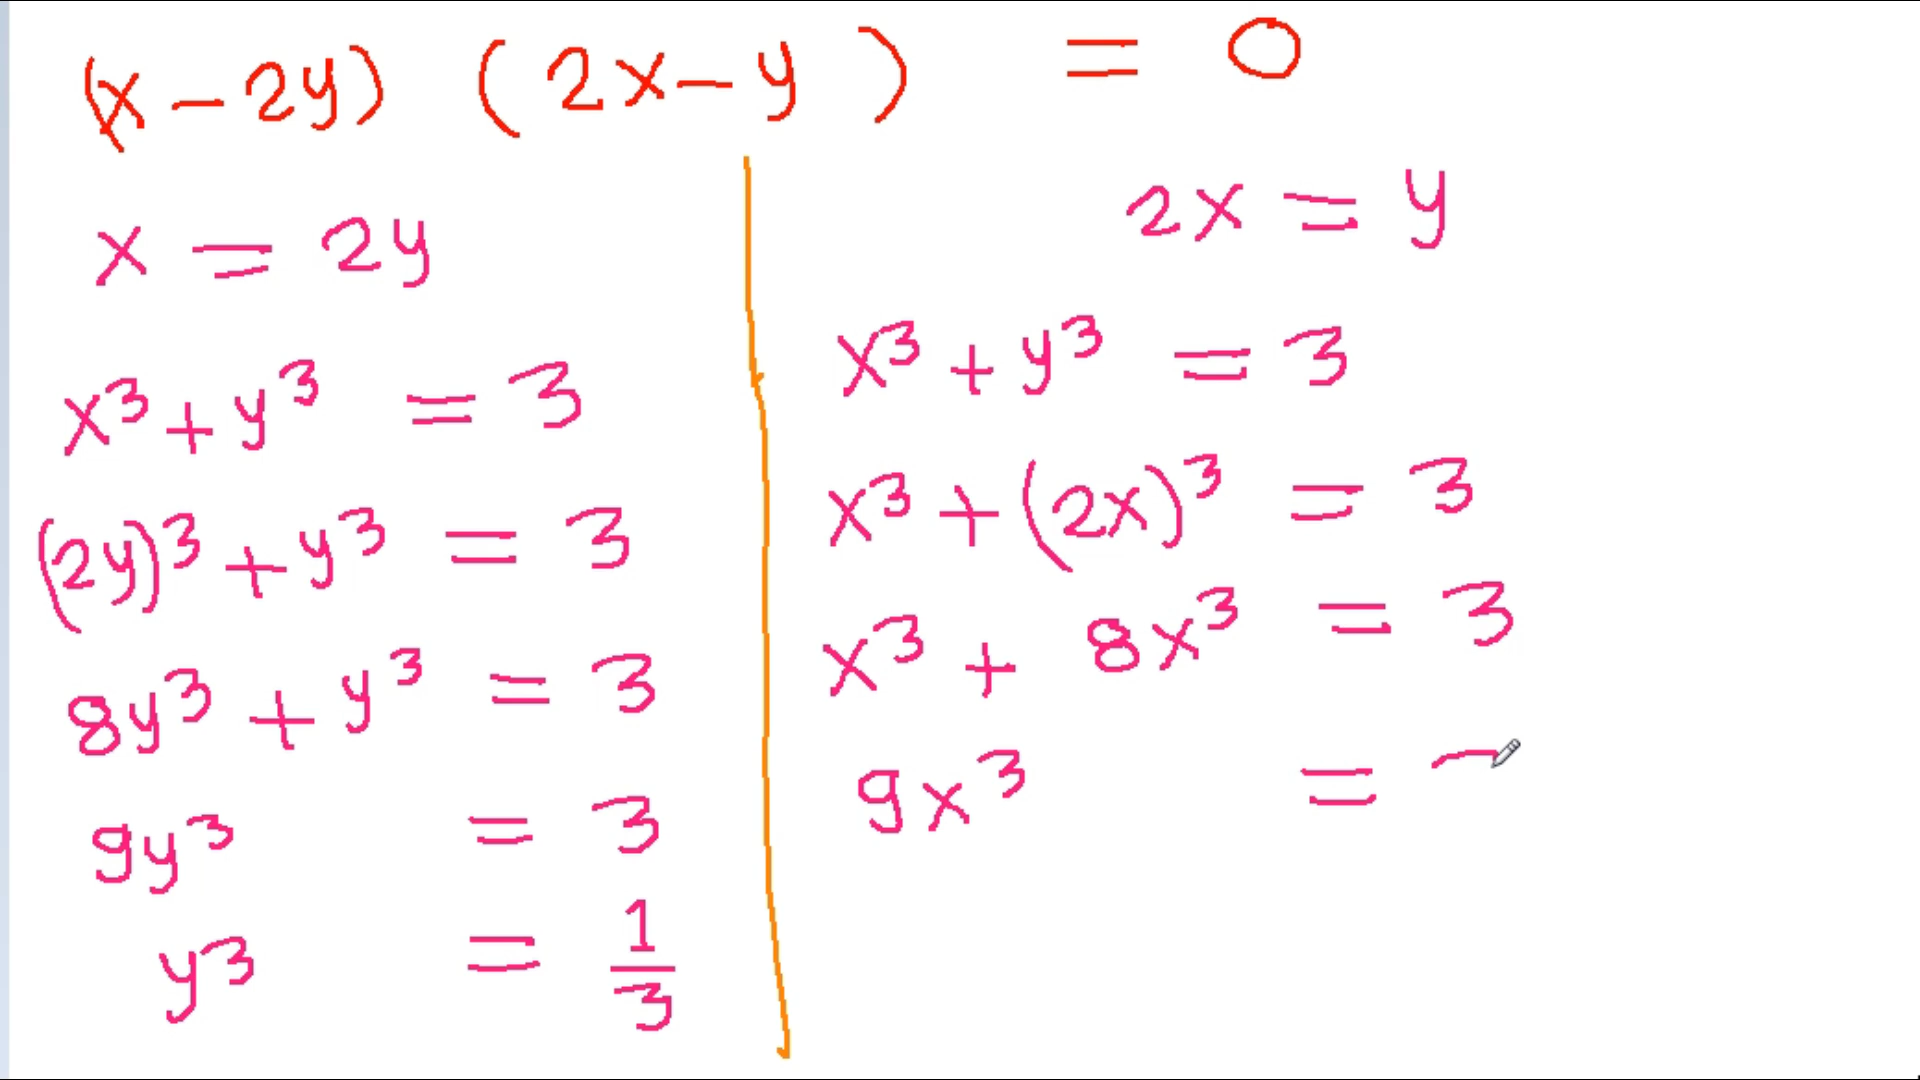 (x - 2y) (2x - y) = 0
x = 2y
x³ + y³ = 3
(2y)³ + y³ = 3
8y³ + y³ = 3
9y³ = 3
y³ = 1/3
2x = y
x³ + y³ = 3
x³ + (2x)³ = 3
x³ + 8x³ = 3
9x³ =